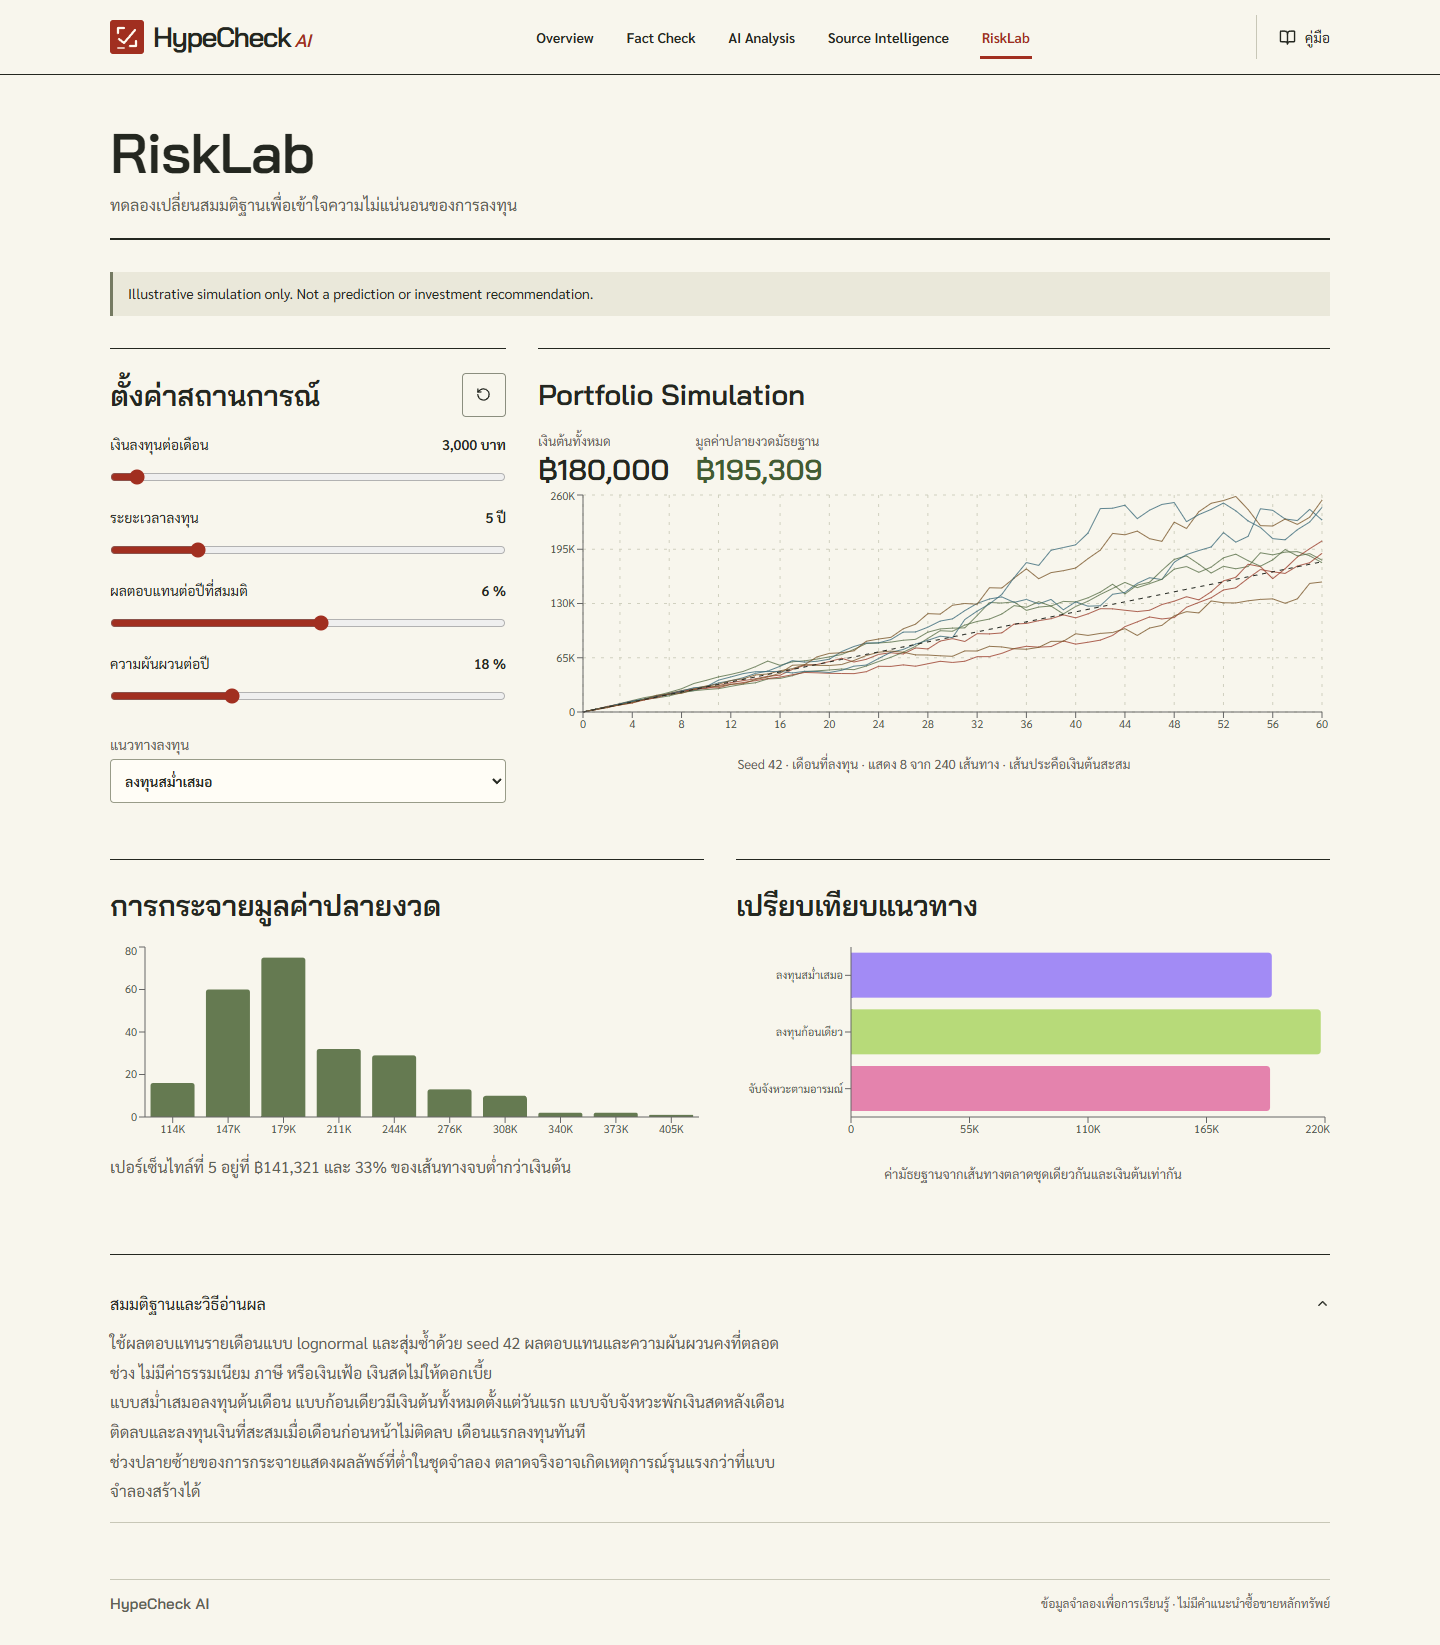 HypeCheck AI
Overview
Fact Check
AI Analysis
Source Intelligence
RiskLab
คู่มือ
RiskLab
ทดลองเปลี่ยนสมมติฐานเพื่อเข้าใจความไม่แน่นอนของการลงทุน
Illustrative simulation only. Not a prediction or investment recommendation.
ตั้งค่าสถานการณ์
เงินลงทุนต่อเดือน 3,000 บาท
ระยะเวลาลงทุน 5 ปี
ผลตอบแทนต่อปีที่สมมติ 6 %
ความผันผวนต่อปี 18 %
แนวทางลงทุน
ลงทุนสม่ำเสมอ
Portfolio Simulation
เงินต้นทั้งหมด
฿180,000
มูลค่าปลายงวดมัธยฐาน
฿195,309
260K
195K
130K
65K
0
0 4 8 12 16 20 24 28 32 36 40 44 48 52 56 60
Seed 42 · เดือนที่ลงทุน · แสดง 8 จาก 240 เส้นทาง · เส้นประคือเงินต้นสะสม
การกระจายมูลค่าปลายงวด
80
60
40
20
0
114K 147K 179K 211K 244K 276K 308K 340K 373K 405K
เปอร์เซ็นไทล์ที่ 5 อยู่ที่ ฿141,321 และ 33% ของเส้นทางจบต่ำกว่าเงินต้น
เปรียบเทียบแนวทาง
ลงทุนสม่ำเสมอ
ลงทุนก้อนเดียว
จับจังหวะตามอารมณ์
0 55K 110K 165K 220K
ค่ามัธยฐานจากเส้นทางตลาดชุดเดียวกันและเงินต้นเท่ากัน
สมมติฐานและวิธีอ่านผล
ใช้ผลตอบแทนรายเดือนแบบ lognormal และสุ่มซ้ำด้วย seed 42 ผลตอบแทนและความผันผวนคงที่ตลอด
ช่วง ไม่มีค่าธรรมเนียม ภาษี หรือเงินเฟ้อ เงินสดไม่ให้ดอกเบี้ย
แบบสม่ำเสมอลงทุนต้นเดือน แบบก้อนเดียวมีเงินต้นทั้งหมดตั้งแต่วันแรก แบบจับจังหวะพักเงินสดหลังเดือน
ติดลบและลงทุนเงินที่สะสมเมื่อเดือนก่อนหน้าไม่ติดลบ เดือนแรกลงทุนทันที
ช่วงปลายซ้ายของการกระจายแสดงผลลัพธ์ที่ต่ำในชุดจำลอง ตลาดจริงอาจเกิดเหตุการณ์รุนแรงกว่าที่แบบ
จำลองสร้างได้
HypeCheck AI
ข้อมูลจำลองเพื่อการเรียนรู้ · ไม่มีคำแนะนำซื้อขายหลักทรัพย์